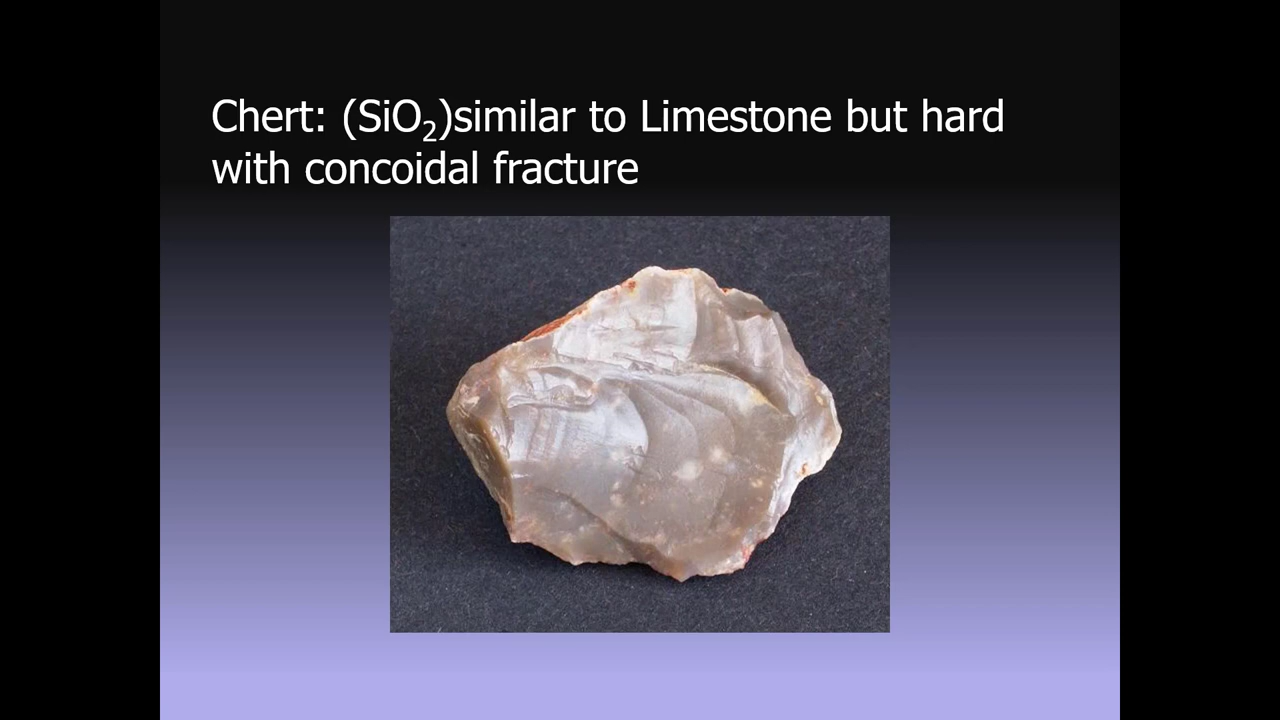 Chert: (SiO₂)similar to Limestone but hard
with concoidal fracture